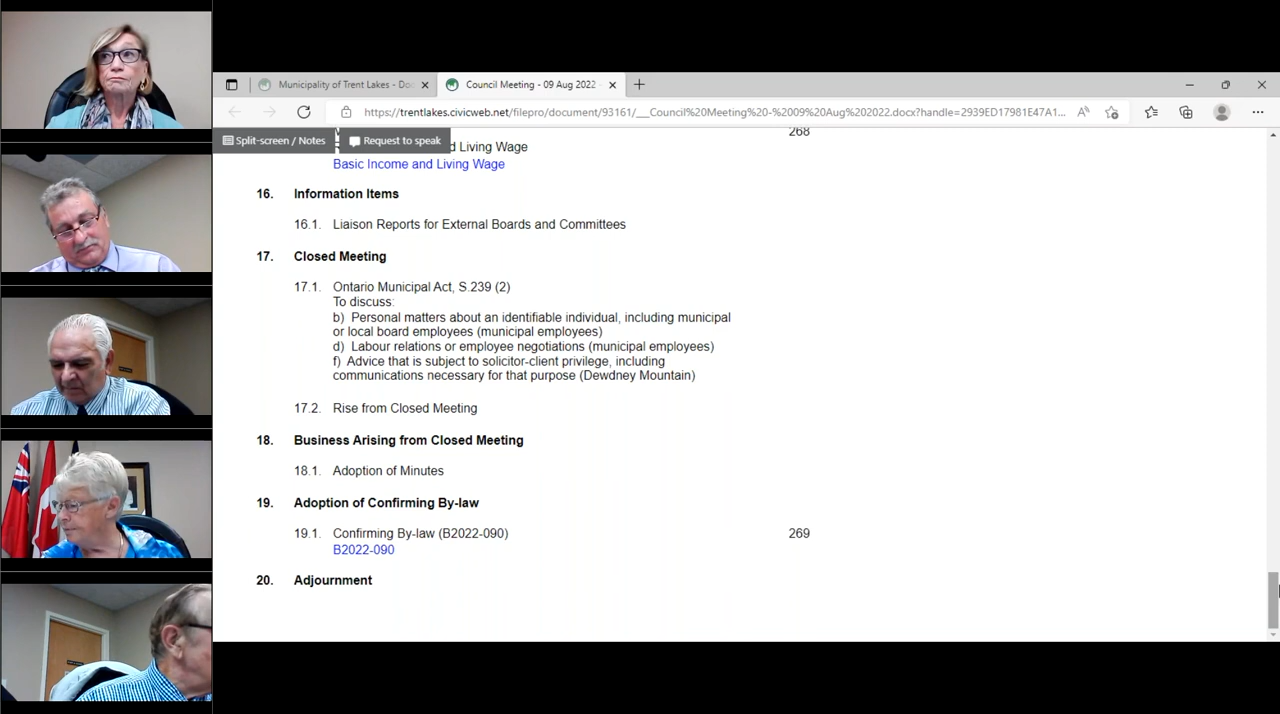 Municipality of Trent Lakes - Doc
Council Meeting - 09 Aug 2022
https://trentlakes.civicweb.net/filepro/document/93161/__Council%20Meeting%20-%2009%20Aug%202022.docx?handle=2939ED17981E47A1...
Split-screen / Notes
Request to speak
268
d Living Wage
Basic Income and Living Wage
16. Information Items
16.1. Liaison Reports for External Boards and Committees
17. Closed Meeting
17.1. Ontario Municipal Act, S.239 (2)
To discuss:
b) Personal matters about an identifiable individual, including municipal
or local board employees (municipal employees)
d) Labour relations or employee negotiations (municipal employees)
f) Advice that is subject to solicitor-client privilege, including
communications necessary for that purpose (Dewdney Mountain)
17.2. Rise from Closed Meeting
18. Business Arising from Closed Meeting
18.1. Adoption of Minutes
19. Adoption of Confirming By-law
19.1. Confirming By-law (B2022-090) 269
B2022-090
20. Adjournment